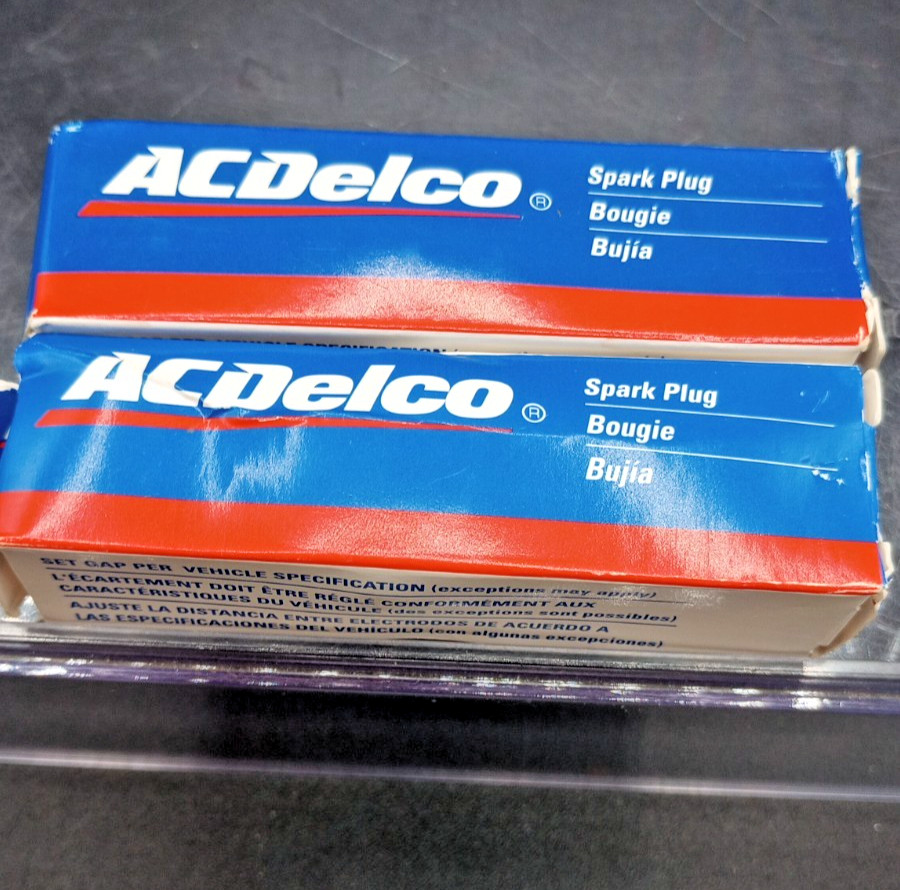 ACDelco®
Spark Plug
Bougie
Bujía
ACDelco®
Spark Plug
Bougie
Bujía
SET GAP PER VEHICLE SPECIFICATION (exceptions may apply)
L'ÉCARTEMENT DOIT ÊTRE RÉGLÉ CONFORMÉMENT AUX
CARACTÉRISTIQUES DU VÉHICULE (des exceptions sont possibles)
AJUSTE LA DISTANCIA ENTRE ELECTRODOS DE ACUERDO A
LAS ESPECIFICACIONES DEL VEHÍCULO (con algunas excepciones)